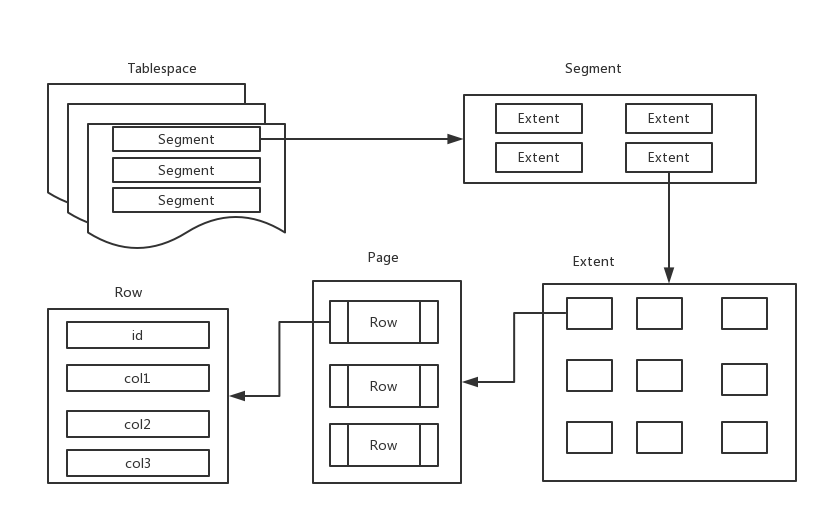 Tablespace
Segment
Segment
Segment
Segment
Extent
Extent
Extent
Extent
Extent
Page
Row
Row
Row
Row
id
col1
col2
col3